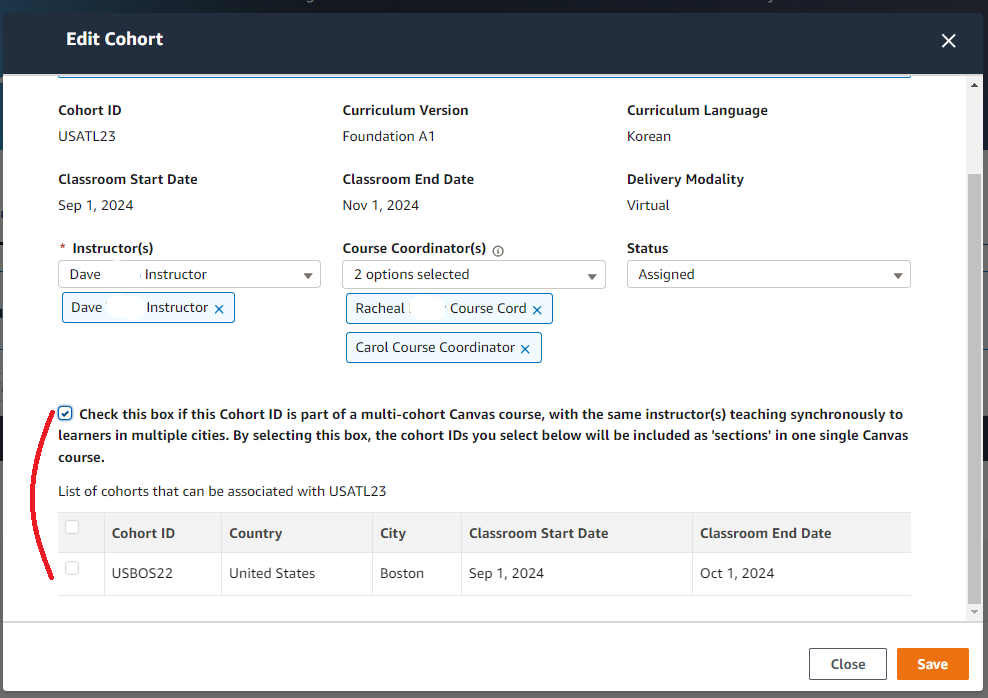 Edit Cohort
Cohort ID Curriculum Version Curriculum Language
USATL23 Foundation A1 Korean
Classroom Start Date Classroom End Date Delivery Modality
Sep 1, 2024 Nov 1, 2024 Virtual
* Instructor(s) Course Coordinator(s) Status
Dave Instructor 2 options selected Assigned
Dave Instructor × Racheal Course Cord ×
Carol Course Coordinator ×
Check this box if this Cohort ID is part of a multi-cohort Canvas course, with the same instructor(s) teaching synchronously to
learners in multiple cities. By selecting this box, the cohort IDs you select below will be included as 'sections' in one single Canvas
course.
List of cohorts that can be associated with USATL23
Cohort ID Country City Classroom Start Date Classroom End Date
USBOS22 United States Boston Sep 1, 2024 Oct 1, 2024
Close Save